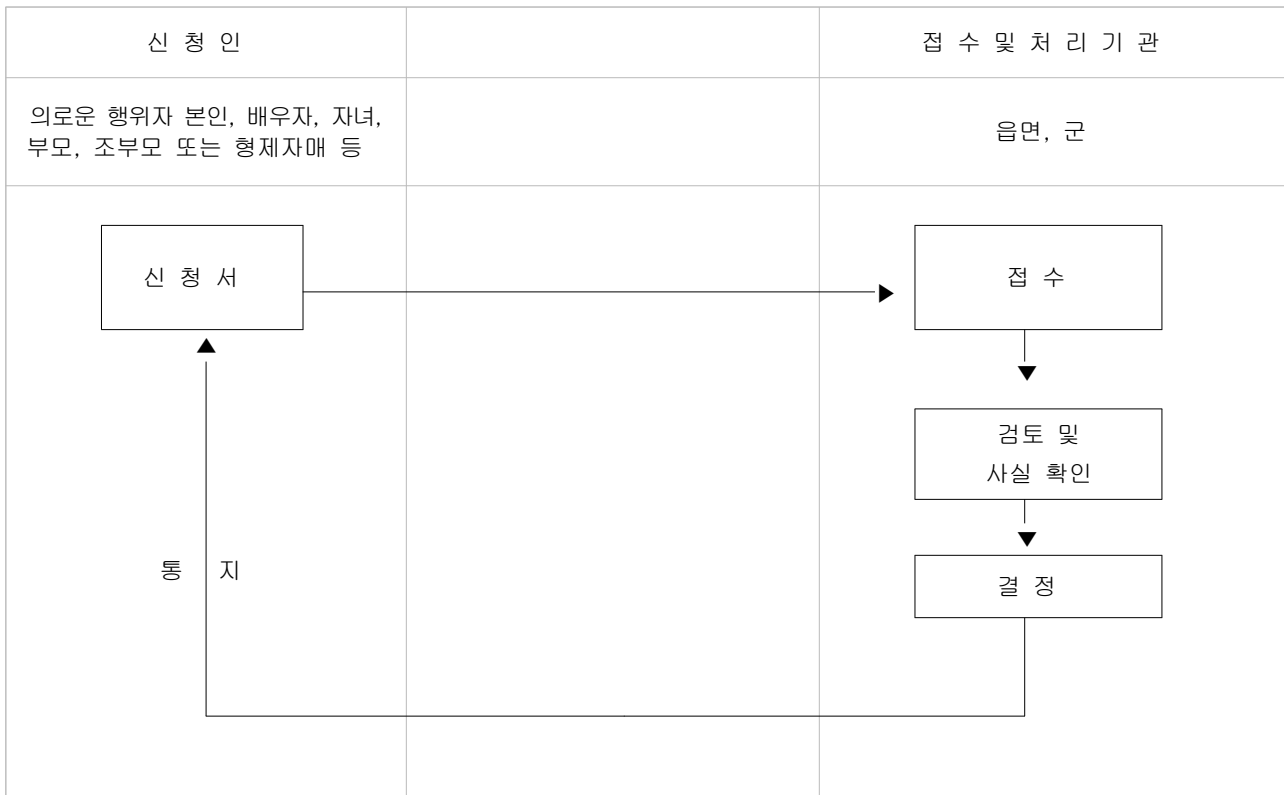 신 청 인
접 수 및 처 리 기 관
의로운 행위자 본인, 배우자, 자녀,
부모, 조부모 또는 형제자매 등
읍면, 군
신 청 서
접 수
검토 및
사실 확인
결 정
통 지